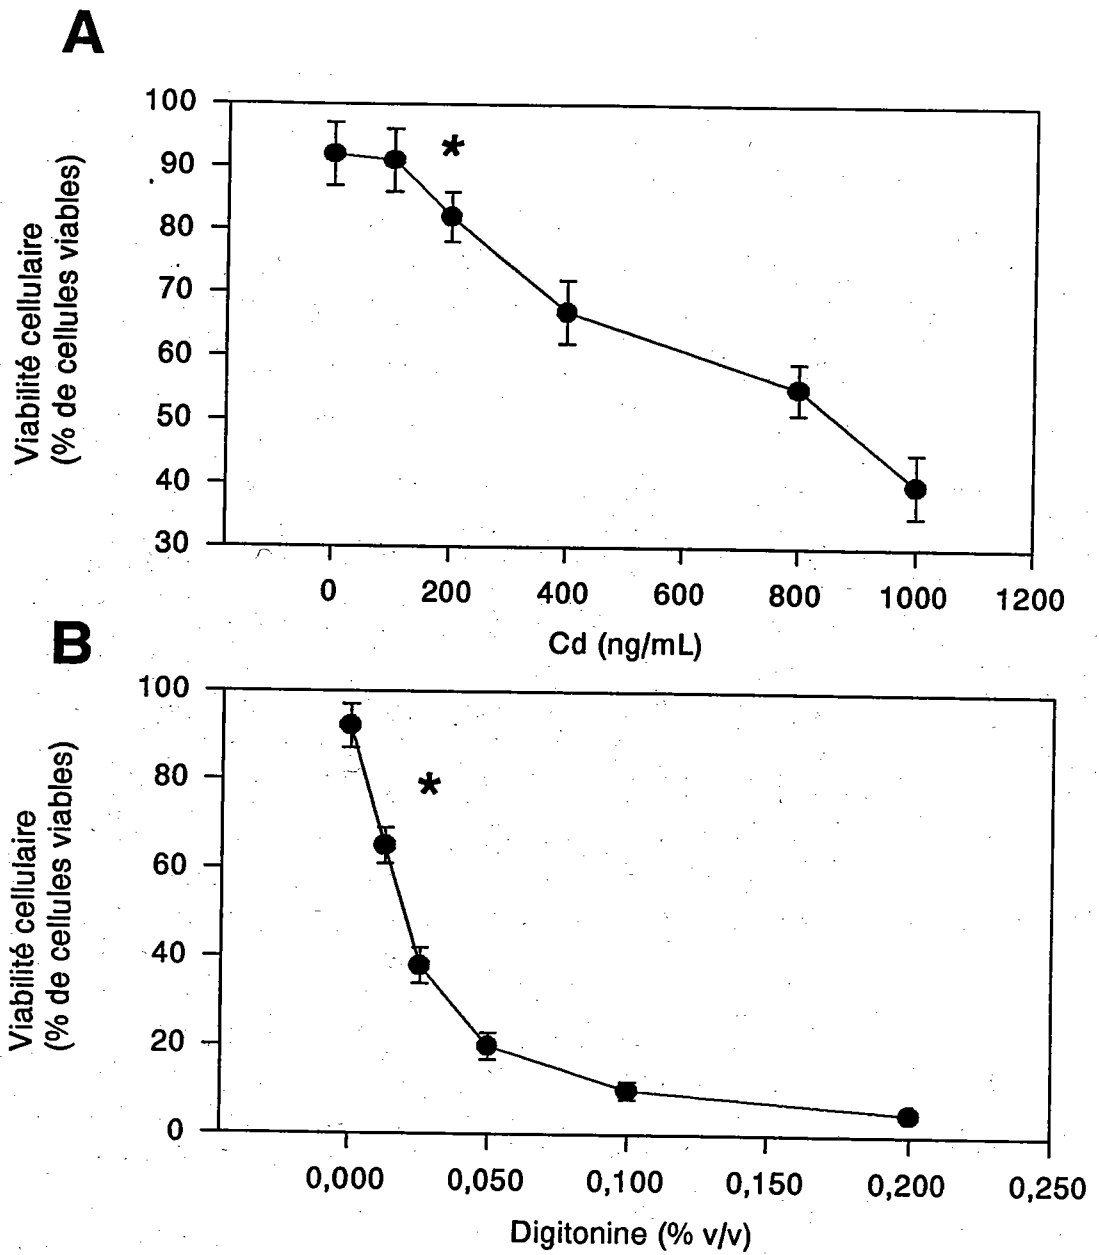 A
100
90
80
70
60
50
40
30
*
Viabilité cellulaire
(% de cellules viables)
0 200 400 600 800 1000 1200
Cd (ng/mL)
B
100
80
60
40
20
0
*
Viabilité cellulaire
(% de cellules viables)
0,000 0,050 0,100 0,150 0,200 0,250
Digitonine (% v/v)